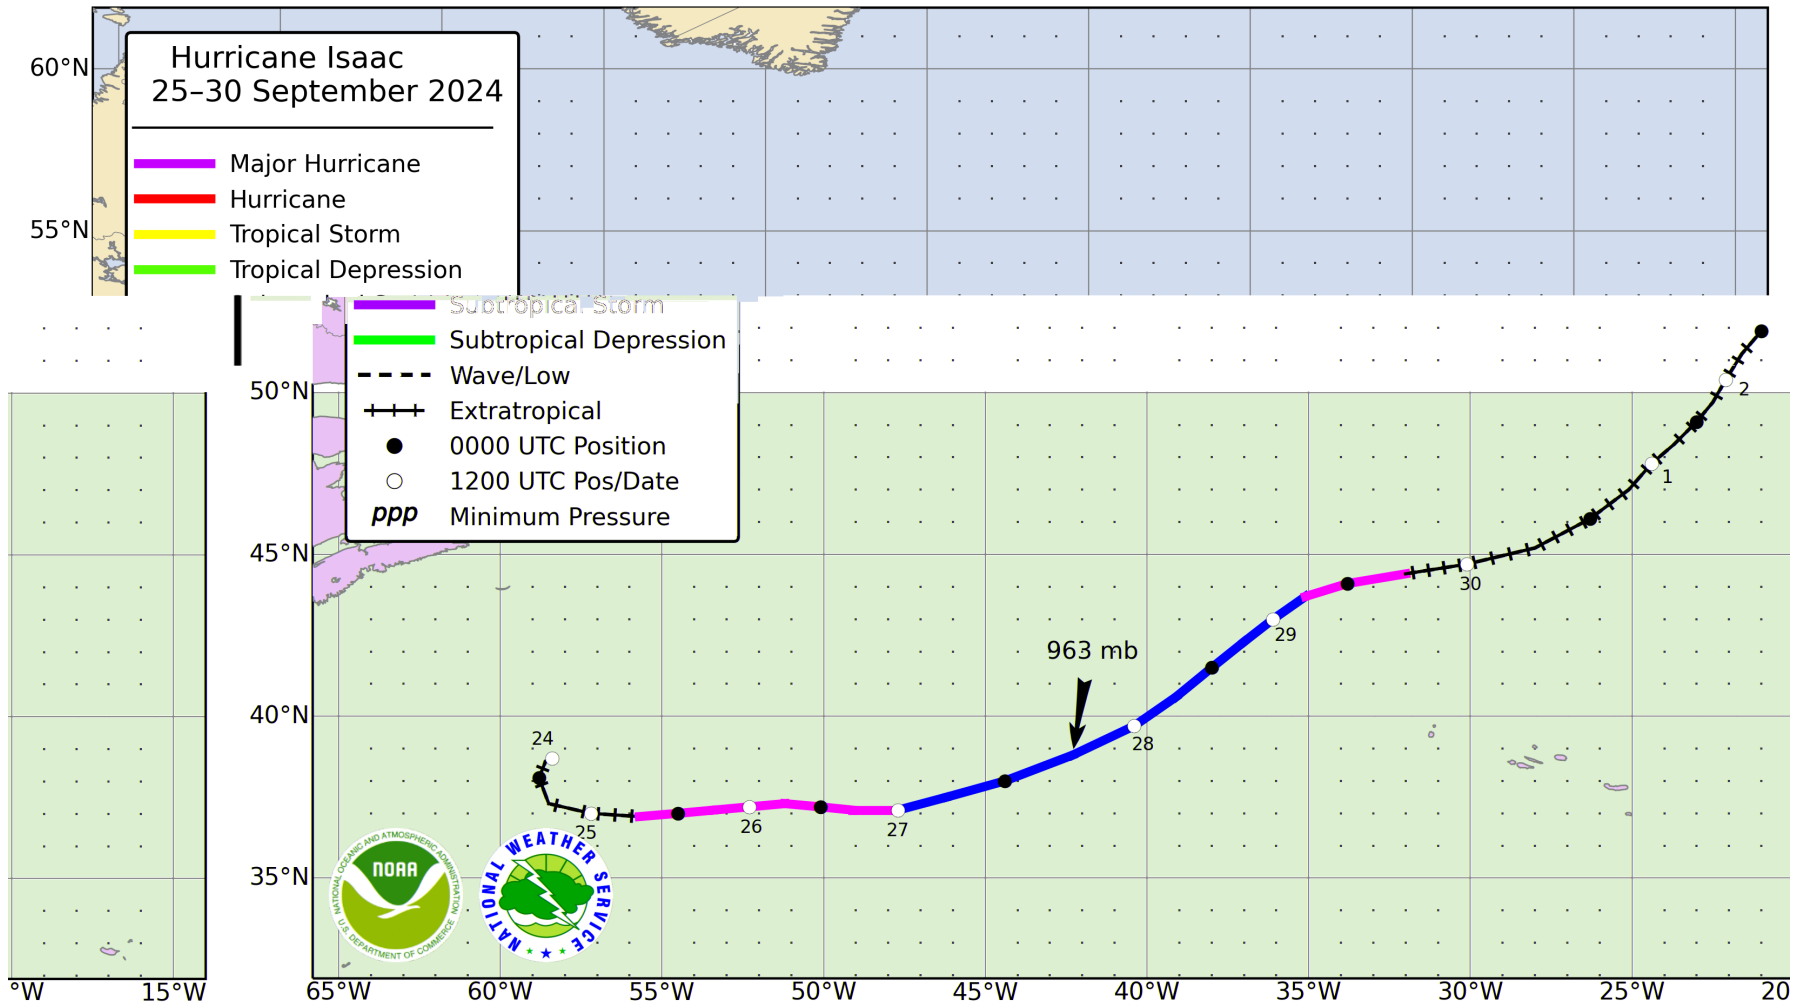 Hurricane Isaac
25–30 September 2024
Major Hurricane
Hurricane
Tropical Storm
Tropical Depression
Subtropical Storm
Subtropical Depression
Wave/Low
Extratropical
0000 UTC Position
1200 UTC Pos/Date
ppp Minimum Pressure
60°N
55°N
50°N
45°N
40°N
35°N
2
1
30
29
963 mb
28
24
25
26
27
NATIONAL OCEANIC AND ATMOSPHERIC ADMINISTRATION
NOAA
U.S. DEPARTMENT OF COMMERCE
NATIONAL WEATHER SERVICE
°W 15°W 65°W 60°W 55°W 50°W 45°W 40°W 35°W 30°W 25°W 20